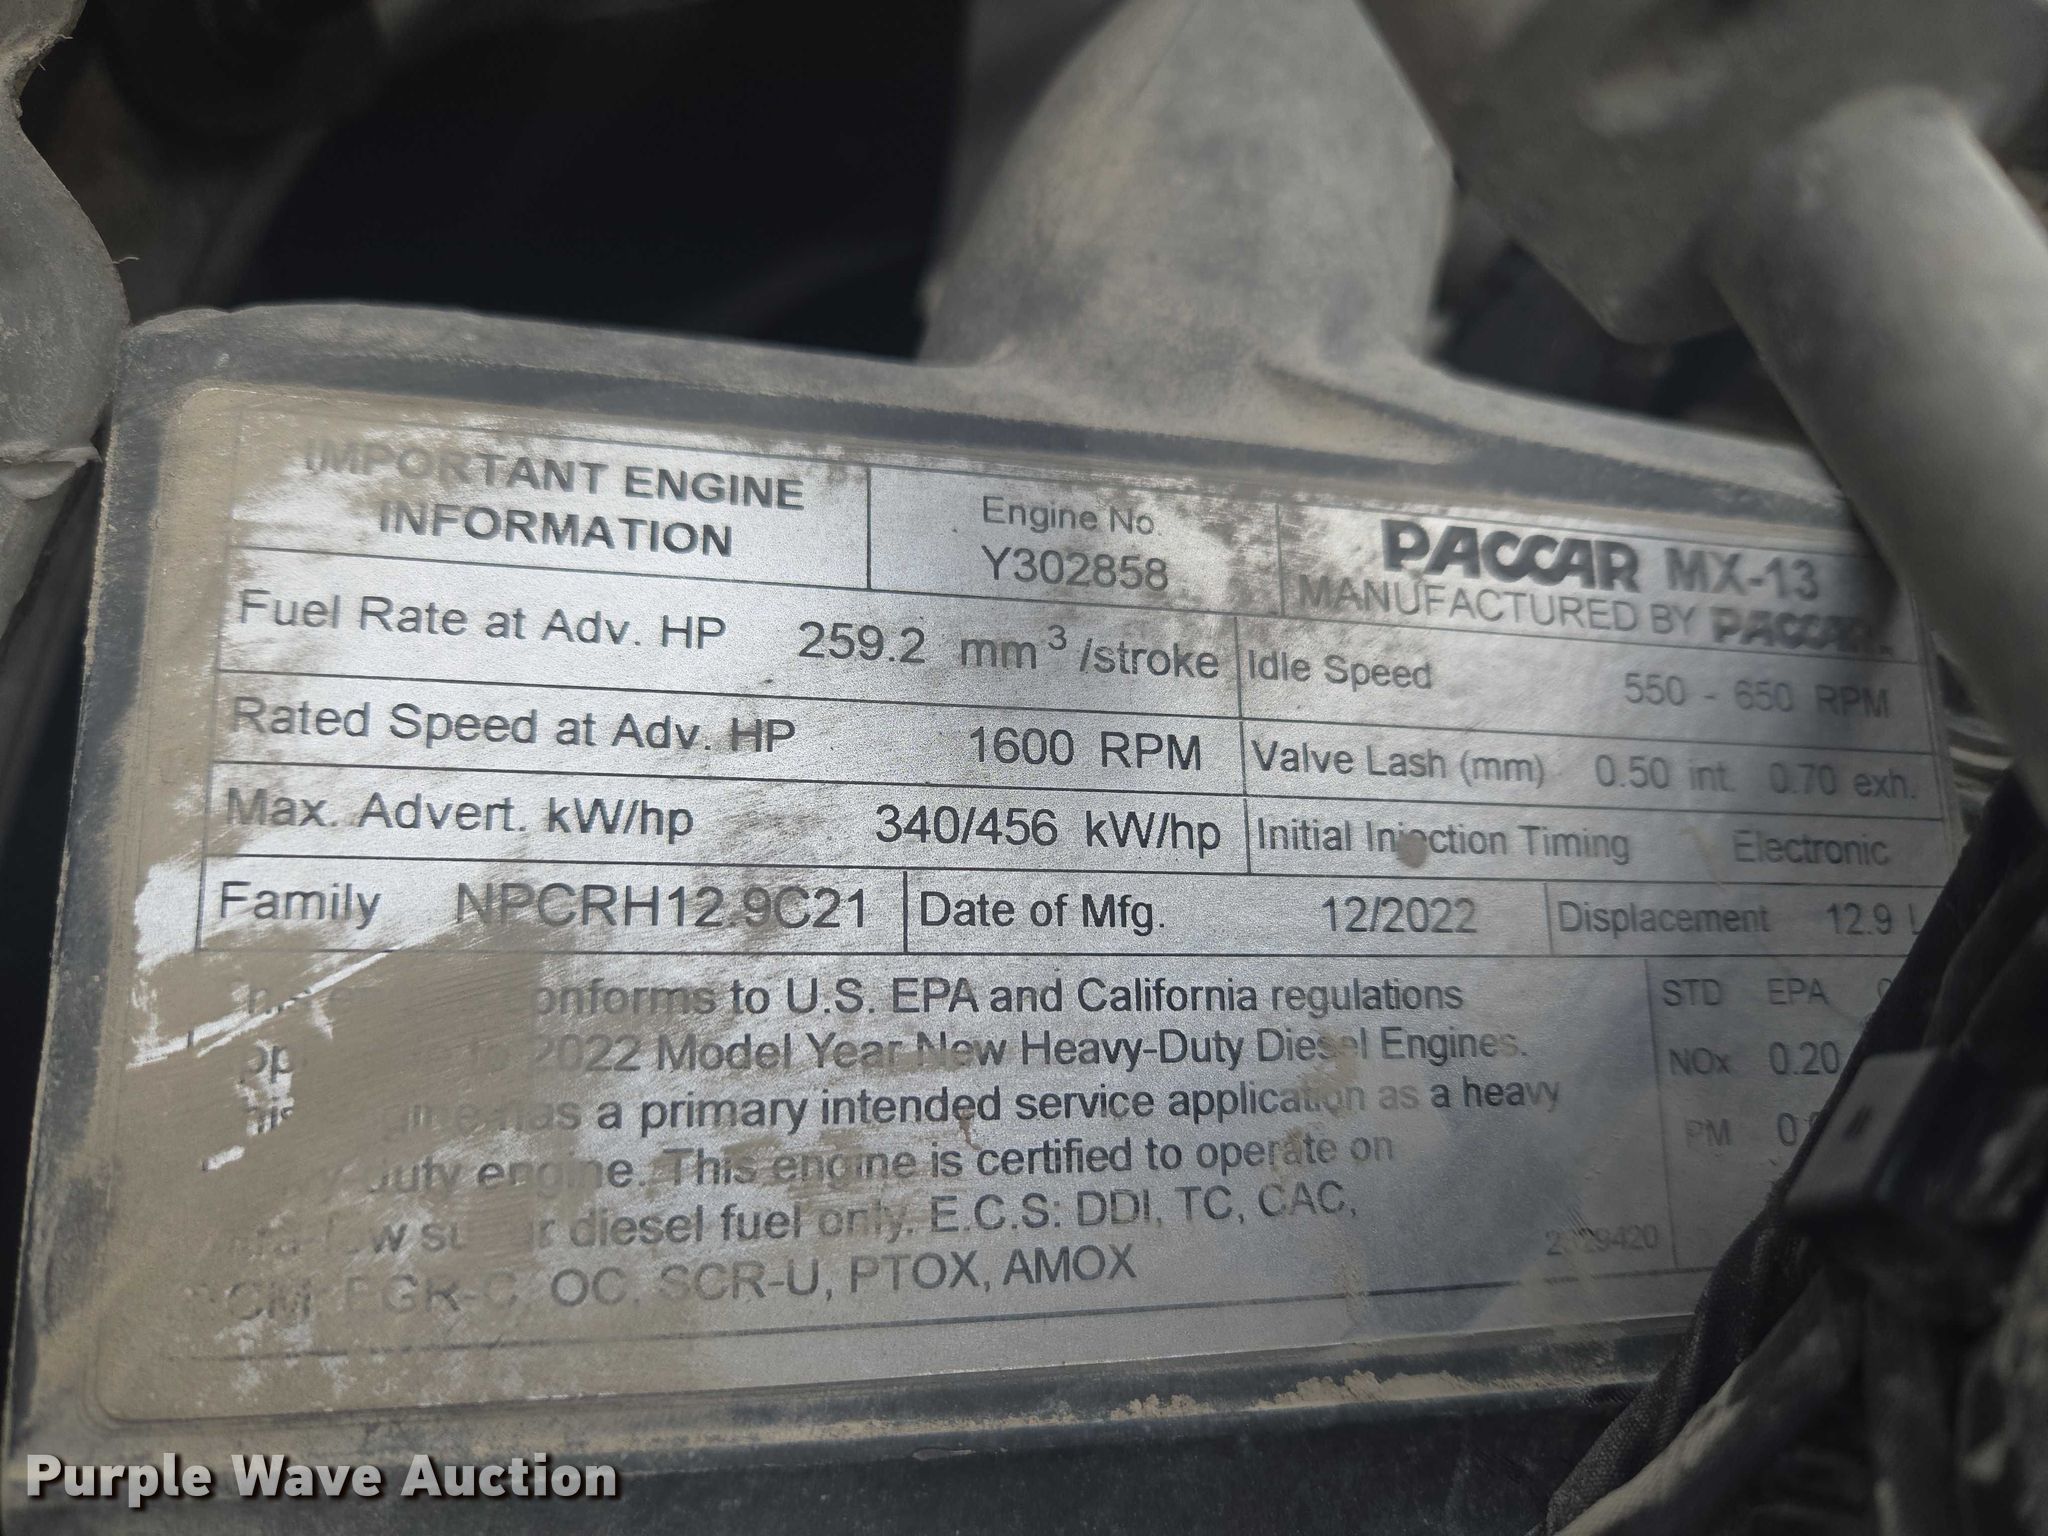 IMPORTANT ENGINE
INFORMATION
Engine No.
Y302858
PACCAR MX-13
MANUFACTURED BY PACCAR
Fuel Rate at Adv. HP 259.2 mm³/stroke
Idle Speed 550 - 650 RPM
Rated Speed at Adv. HP 1600 RPM
Valve Lash (mm) 0.50 int. 0.70 exh.
Max. Advert. kW/hp 340/456 kW/hp
Initial Injection Timing Electronic
Family NPCRH12.9C21
Date of Mfg. 12/2022
Displacement 12.9 L
conforms to U.S. EPA and California regulations
2022 Model Year New Heavy-Duty Diesel Engines.
has a primary intended service application as a heavy
duty engine. This engine is certified to operate on
diesel fuel only. E.C.S: DDI, TC, CAC,
EGR-C, OC, SCR-U, PTOX, AMOX
STD EPA
NOx 0.20
PM
Purple Wave Auction